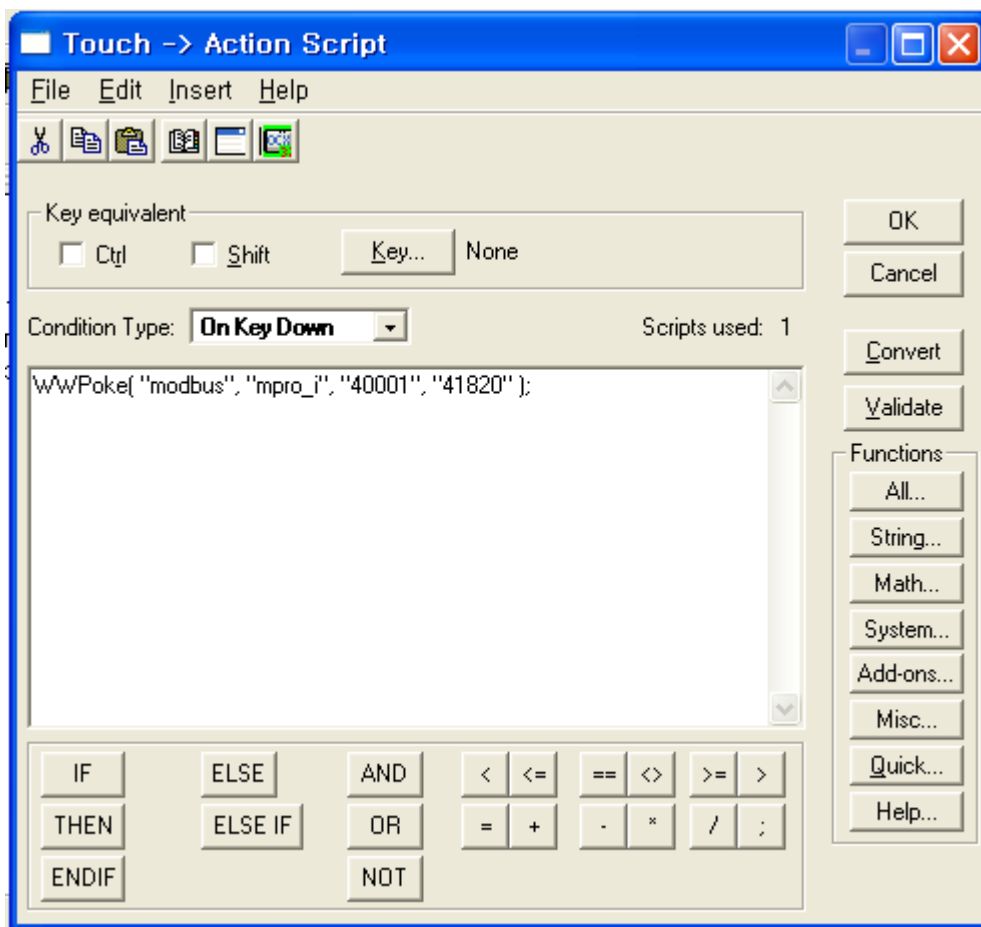 Touch -> Action Script
File Edit Insert Help
Key equivalent
Ctrl Shift Key... None
OK
Cancel
Condition Type: On Key Down Scripts used: 1
Convert
Validate
WWPoke( "modbus", "mpro_i", "40001", "41820" );
Functions
All...
String...
Math...
System...
Add-ons...
Misc...
Quick...
Help...
IF ELSE AND < <= == <> >= >
THEN ELSE IF OR = + - * / ;
ENDIF NOT